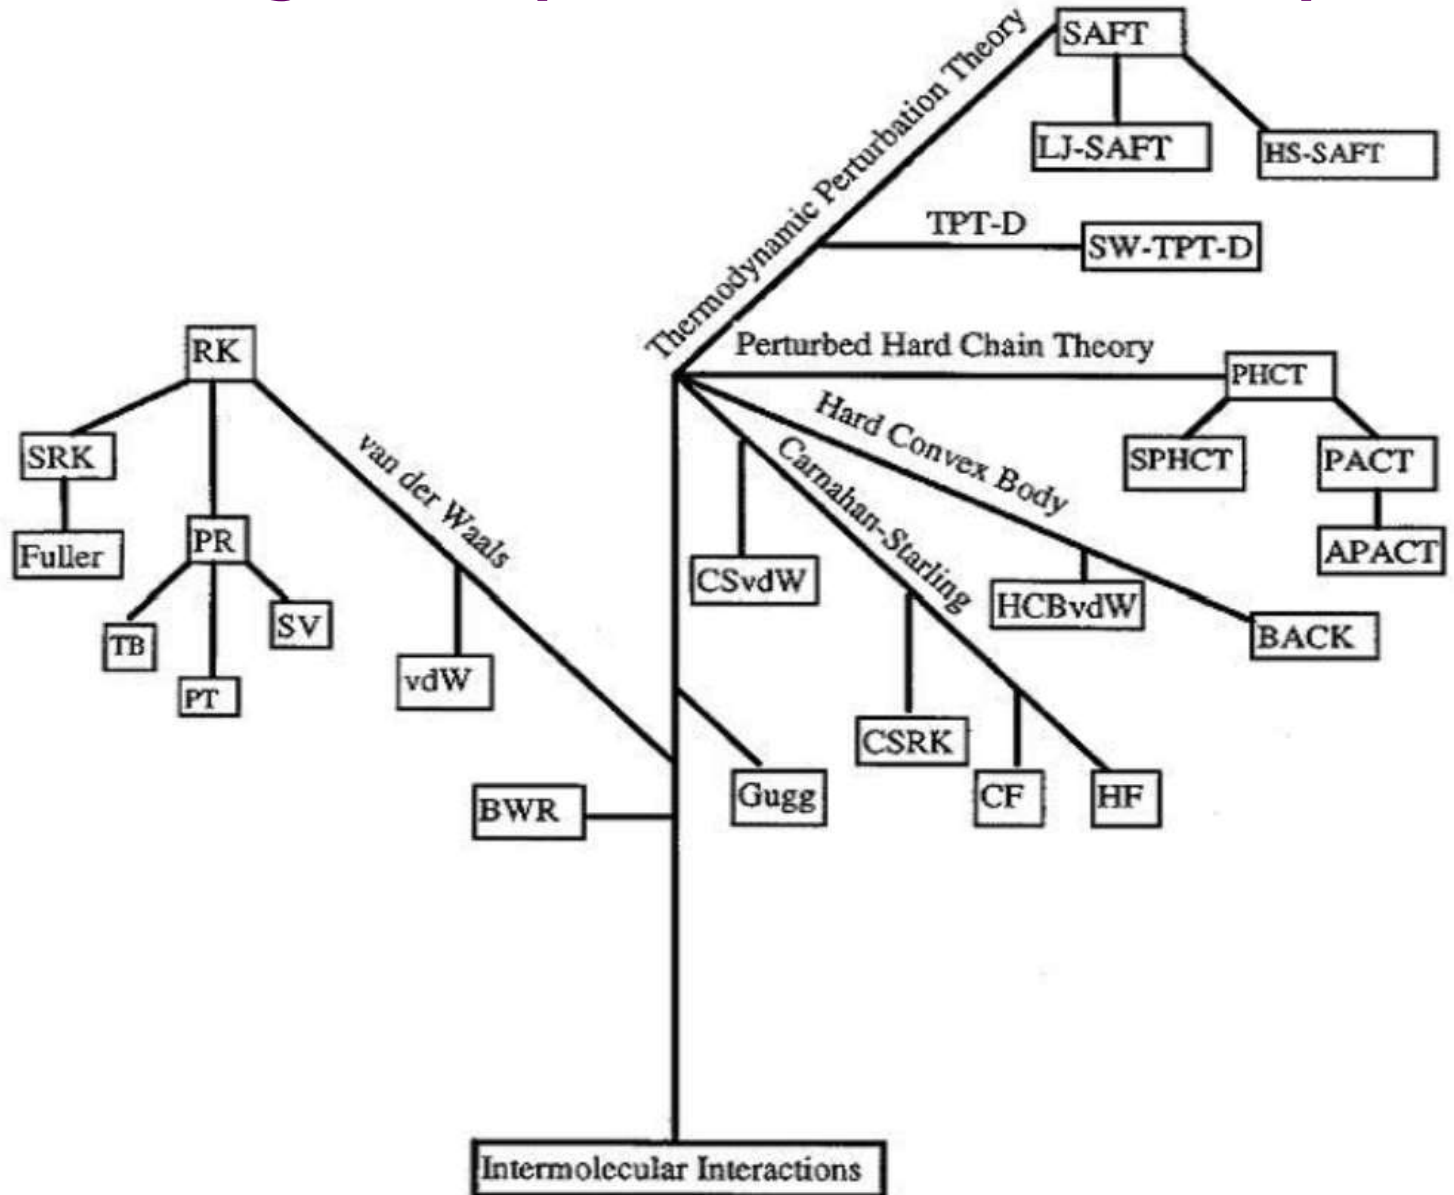 Thermodynamic Perturbation Theory
SAFT
LJ-SAFT
HS-SAFT
TPT-D
SW-TPT-D
RK
Perturbed Hard Chain Theory
PHCT
SRK
van der Waals
Hard Convex Body
Carnahan-Starling
SPHCT
PACT
Fuller
PR
CSvdW
HCBvdW
APACT
TB
SV
BACK
PT
vdW
CSRK
BWR
Gugg
CF
HF
Intermolecular Interactions